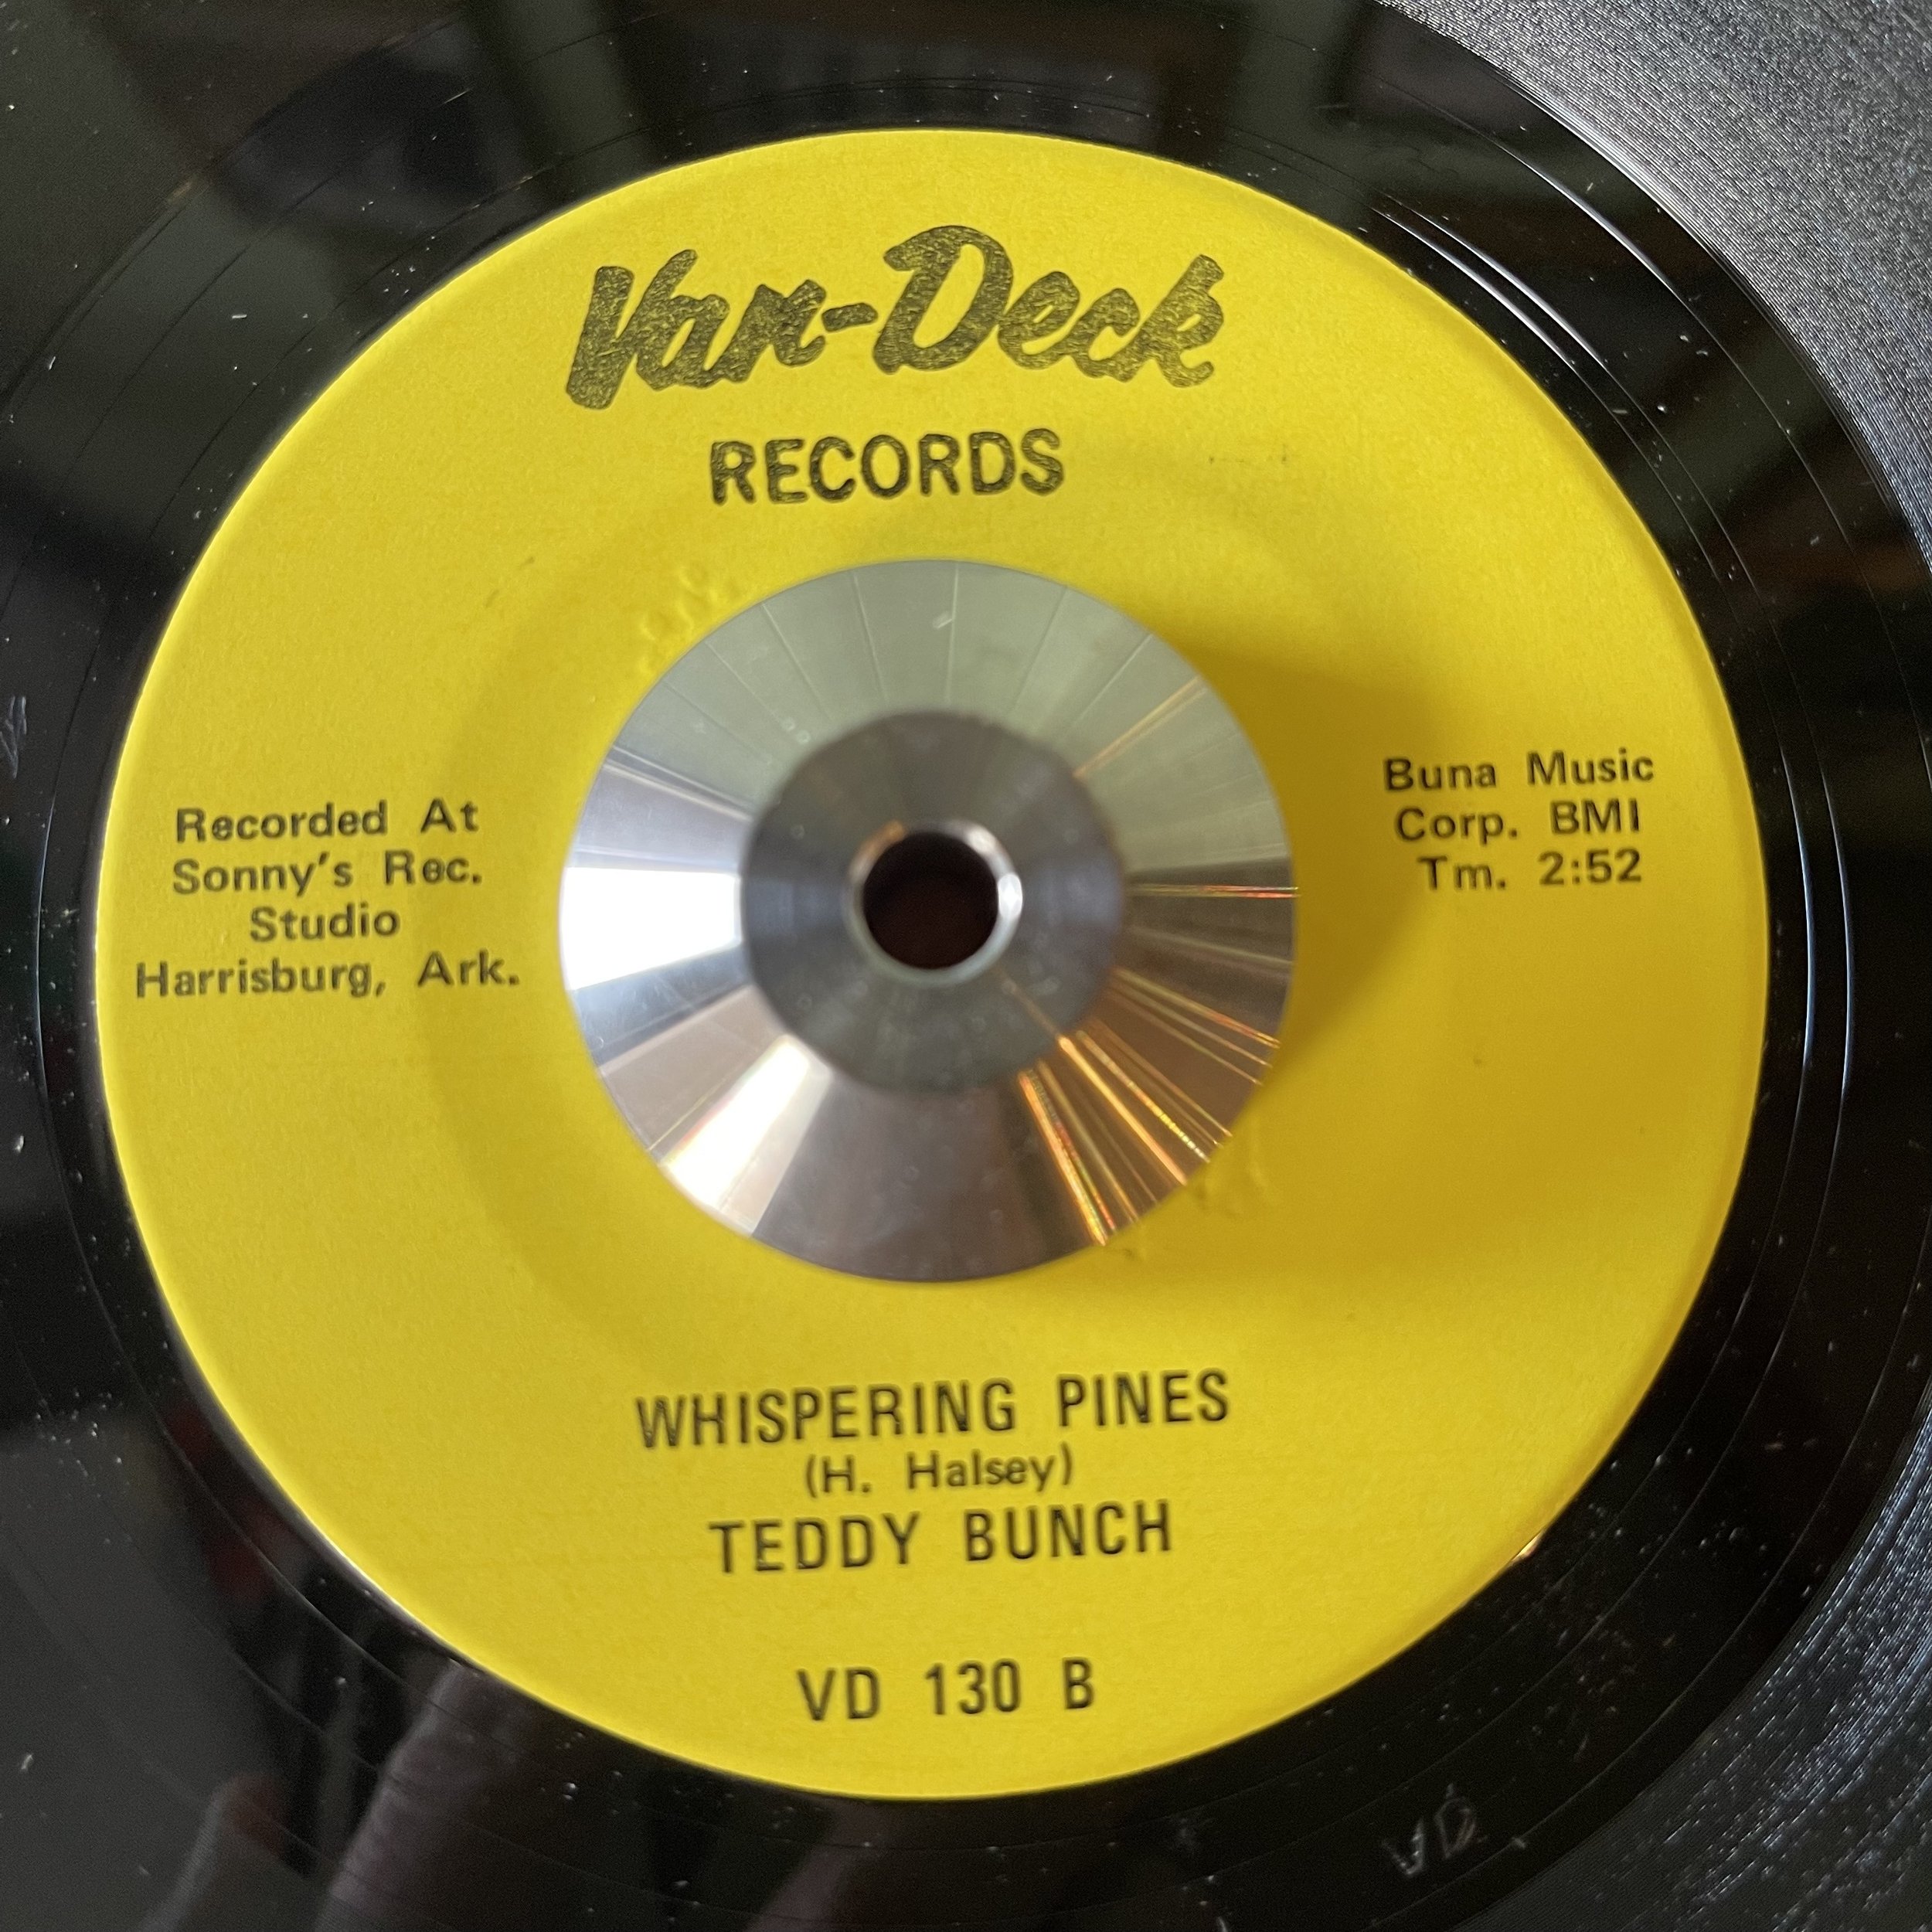 Van-Deck
RECORDS
Recorded At
Sonny's Rec.
Studio
Harrisburg, Ark.
Buna Music
Corp. BMI
Tm. 2:52
WHISPERING PINES
(H. Halsey)
TEDDY BUNCH
VD 130 B
VD